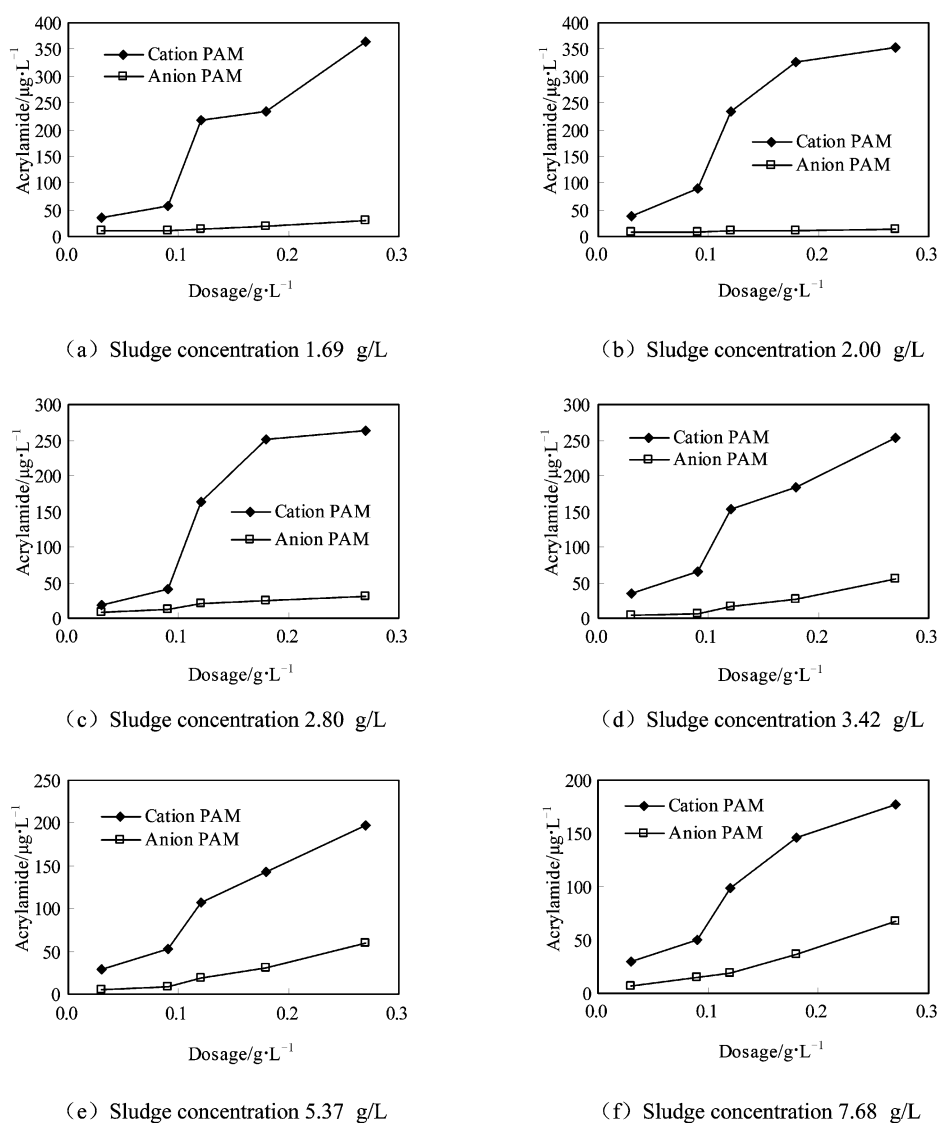 Acrylamide/μg·L⁻¹
400
350
300
250
200
150
100
50
0
Cation PAM
Anion PAM
0.0 0.1 0.2 0.3
Dosage/g·L⁻¹
（a）Sludge concentration 1.69 g/L
Acrylamide/μg·L⁻¹
400
350
300
250
200
150
100
50
0
Cation PAM
Anion PAM
0.0 0.1 0.2 0.3
Dosage/g·L⁻¹
（b）Sludge concentration 2.00 g/L
Acrylamide/μg·L⁻¹
300
250
200
150
100
50
0
Cation PAM
Anion PAM
0.0 0.1 0.2 0.3
Dosage/g·L⁻¹
（c）Sludge concentration 2.80 g/L
Acrylamide/μg·L⁻¹
300
250
200
150
100
50
0
Cation PAM
Anion PAM
0.0 0.1 0.2 0.3
Dosage/g·L⁻¹
（d）Sludge concentration 3.42 g/L
Acrylamide/μg·L⁻¹
250
200
150
100
50
0
Cation PAM
Anion PAM
0.0 0.1 0.2 0.3
Dosage/g·L⁻¹
（e）Sludge concentration 5.37 g/L
Acrylamide/μg·L⁻¹
200
150
100
50
0
Cation PAM
Anion PAM
0.0 0.1 0.2 0.3
Dosage/g·L⁻¹
（f）Sludge concentration 7.68 g/L